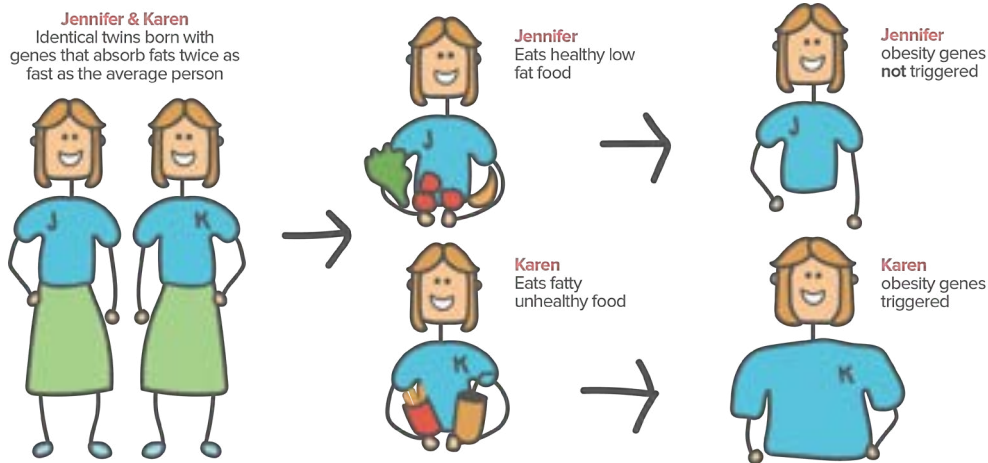 Jennifer & Karen
Identical twins born with
genes that absorb fats twice as
fast as the average person
J
K
Jennifer
Eats healthy low
fat food
J
Jennifer
obesity genes
not triggered
J
Karen
Eats fatty
unhealthy food
K
Karen
obesity genes
triggered
K